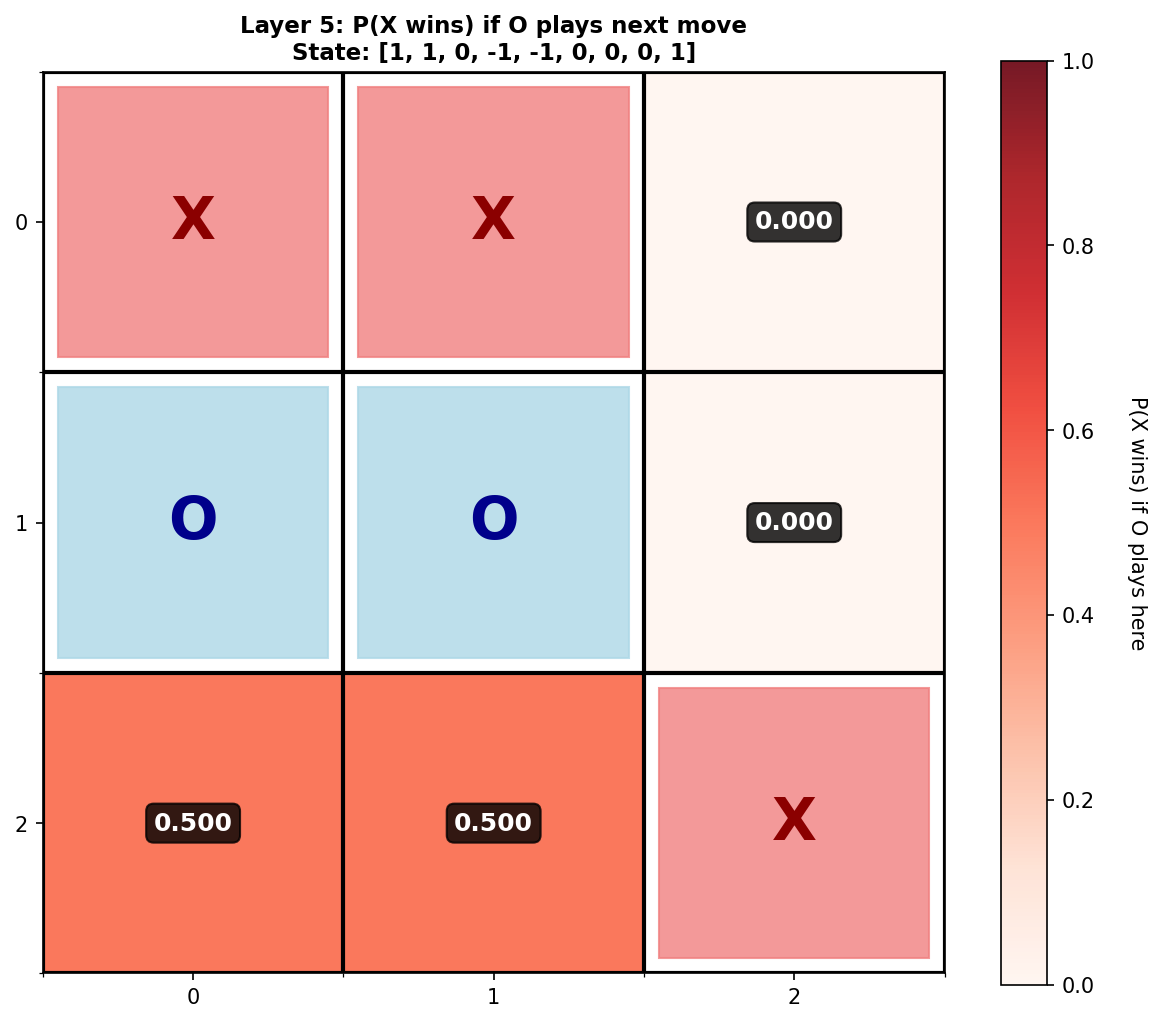 Layer 5: P(X wins) if O plays next move
State: [1, 1, 0, -1, -1, 0, 0, 0, 1]
0
X
X
0.000
1
O
O
0.000
2
0.500
0.500
X
0
1
2
1.0
0.8
0.6
0.4
0.2
0.0
P(X wins) if O plays here